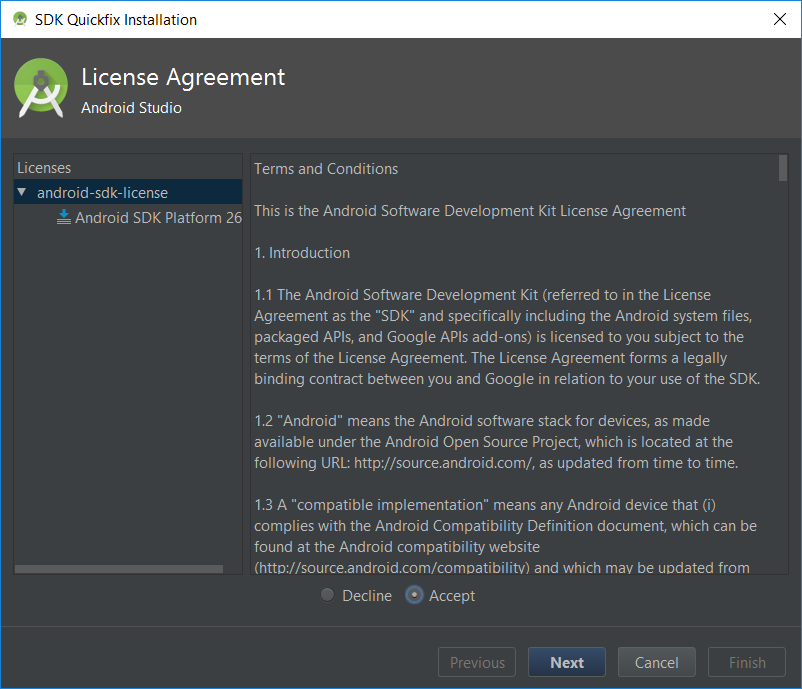 SDK Quickfix Installation
License Agreement
Android Studio
Licenses
android-sdk-license
Android SDK Platform 26
Terms and Conditions
This is the Android Software Development Kit License Agreement
1. Introduction
1.1 The Android Software Development Kit (referred to in the License
Agreement as the "SDK" and specifically including the Android system files,
packaged APIs, and Google APIs add-ons) is licensed to you subject to the
terms of the License Agreement. The License Agreement forms a legally
binding contract between you and Google in relation to your use of the SDK.
1.2 "Android" means the Android software stack for devices, as made
available under the Android Open Source Project, which is located at the
following URL: http://source.android.com/, as updated from time to time.
1.3 A "compatible implementation" means any Android device that (i)
complies with the Android Compatibility Definition document, which can be
found at the Android compatibility website
(http://source.android.com/compatibility) and which may be updated from
Decline Accept
Previous Next Cancel Finish